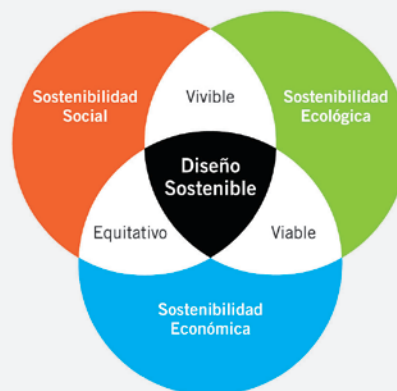 Sostenibilidad
Social
Vivible
Sostenibilidad
Ecológica
Diseño
Sostenible
Equitativo
Viable
Sostenibilidad
Económica